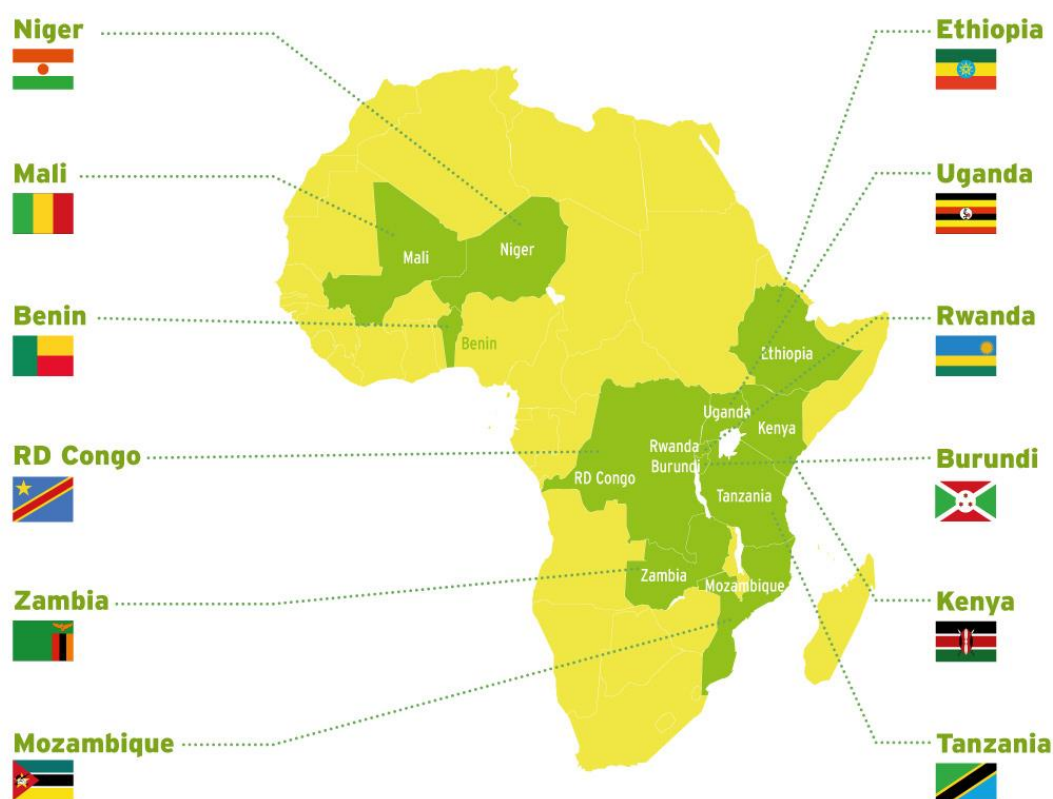 Niger
Mali
Benin
RD Congo
Zambia
Mozambique
Ethiopia
Uganda
Rwanda
Burundi
Kenya
Tanzania
Mali
Niger
Benin
Ethiopia
Uganda
Kenya
Rwanda
Burundi
RD Congo
Tanzania
Zambia
Mozambique